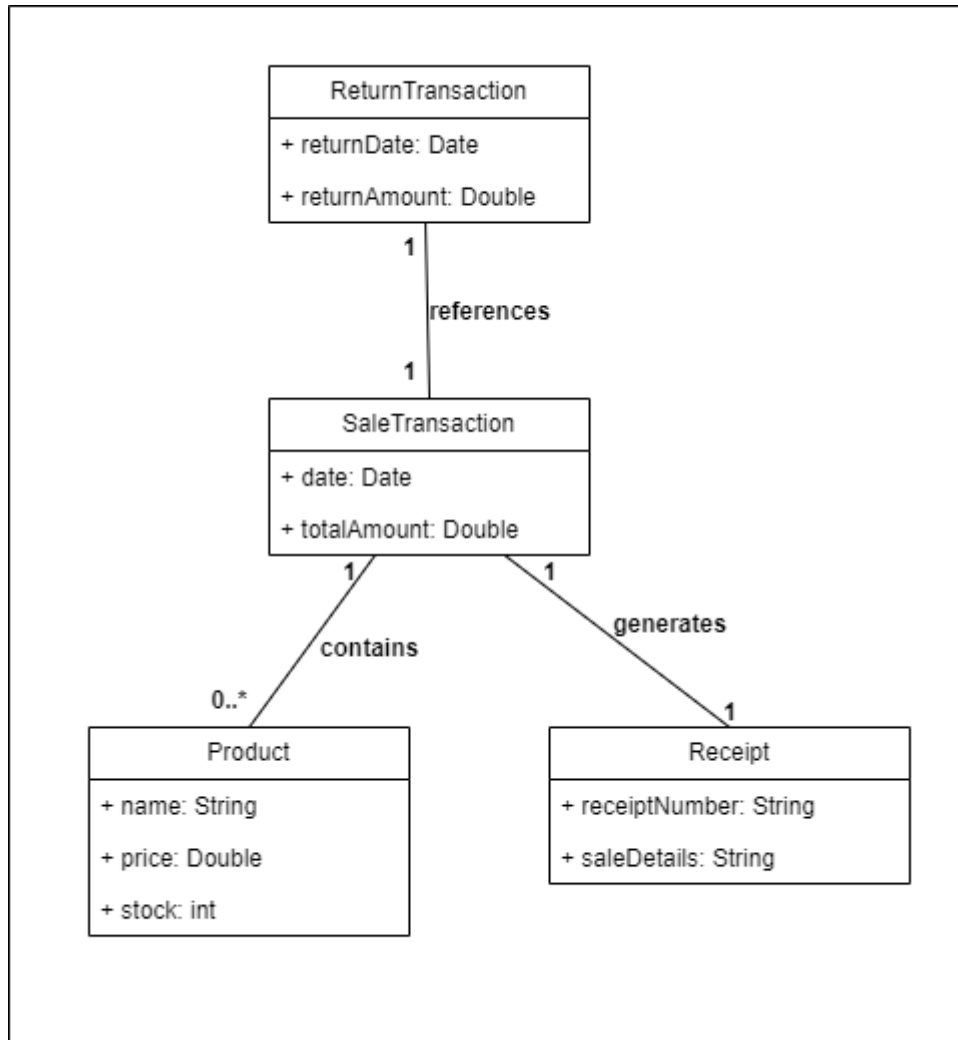 ReturnTransaction
+ returnDate: Date
+ returnAmount: Double
1
references
1
SaleTransaction
+ date: Date
+ totalAmount: Double
1
1
contains
generates
0..*
1
Product
+ name: String
+ price: Double
+ stock: int
Receipt
+ receiptNumber: String
+ saleDetails: String